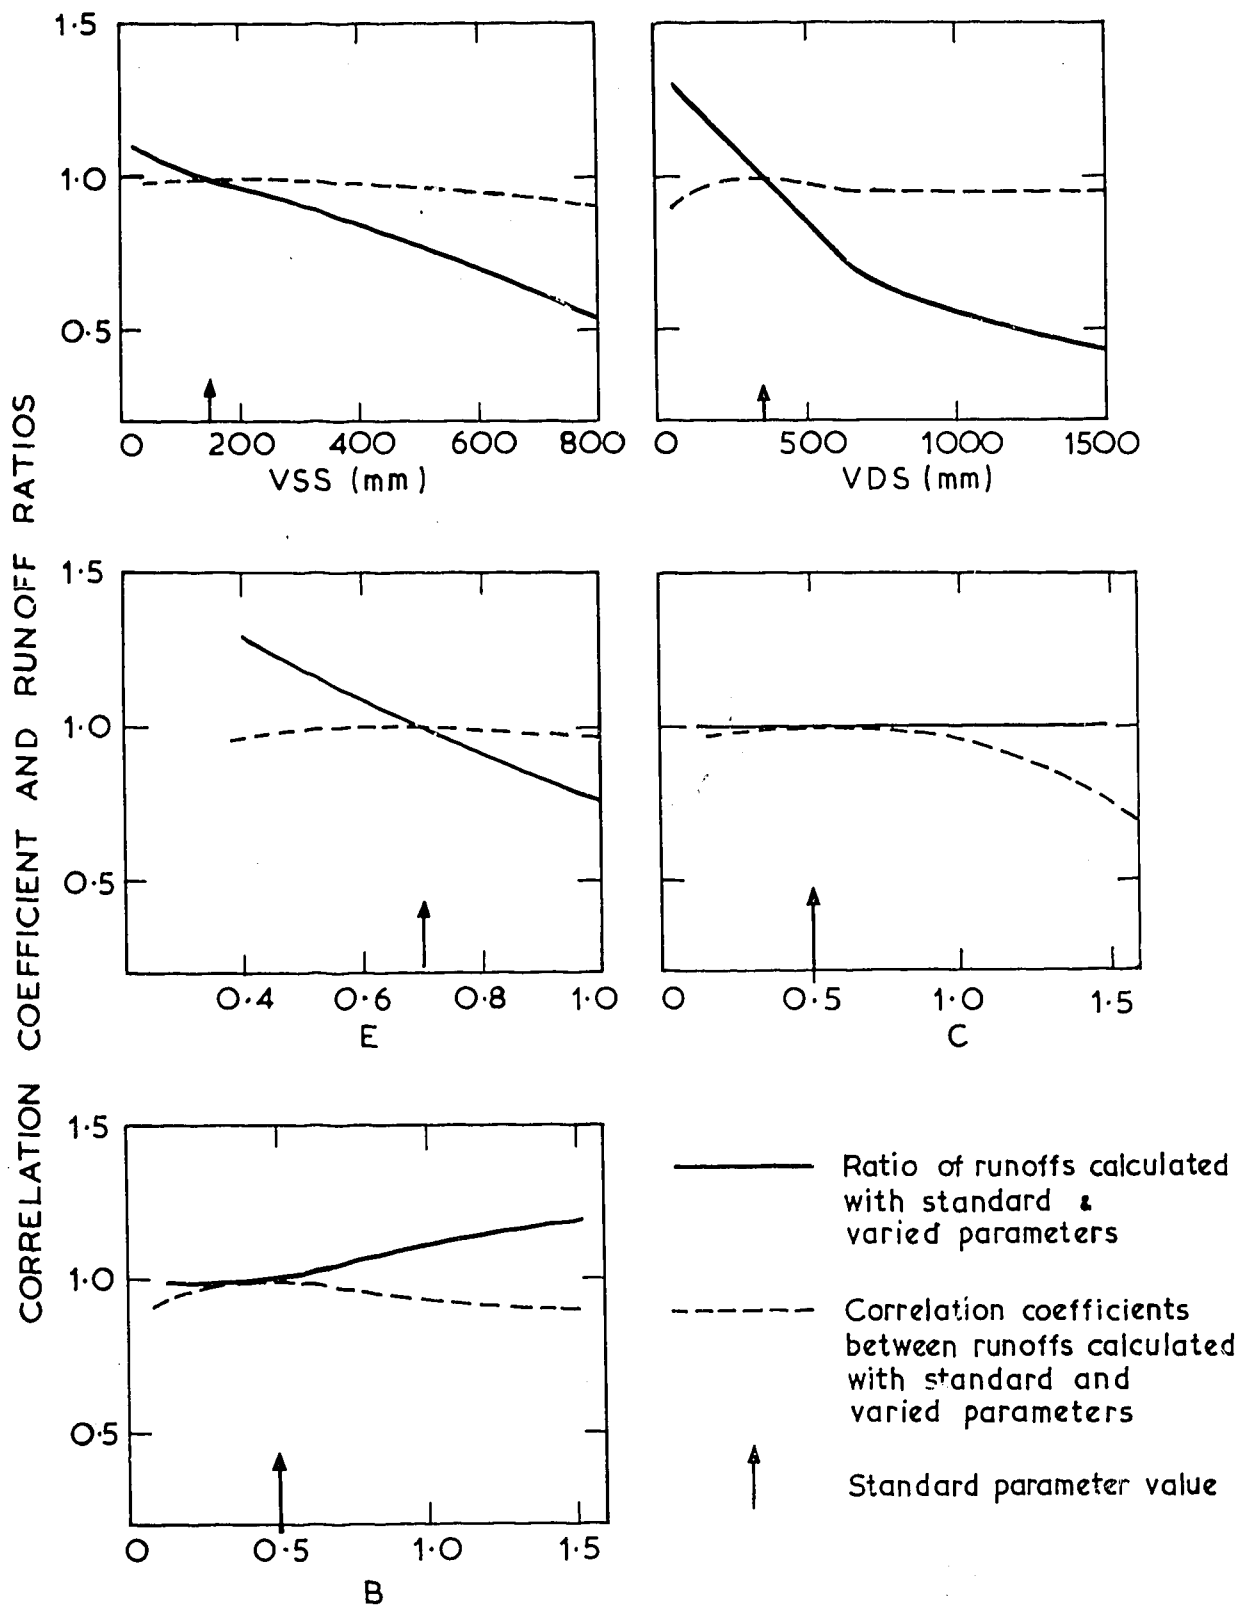 CORRELATION COEFFICIENT AND RUNOFF RATIOS
1.5
1.0
0.5
0 200 400 600 800
VSS (mm)
0 500 1000 1500
VDS (mm)
1.5
1.0
0.5
0.4 0.6 0.8 1.0
E
0 0.5 1.0 1.5
C
1.5
1.0
0.5
0 0.5 1.0 1.5
B
Ratio of runoffs calculated
with standard &
varied parameters
Correlation coefficients
between runoffs calculated
with standard and
varied parameters
Standard parameter value